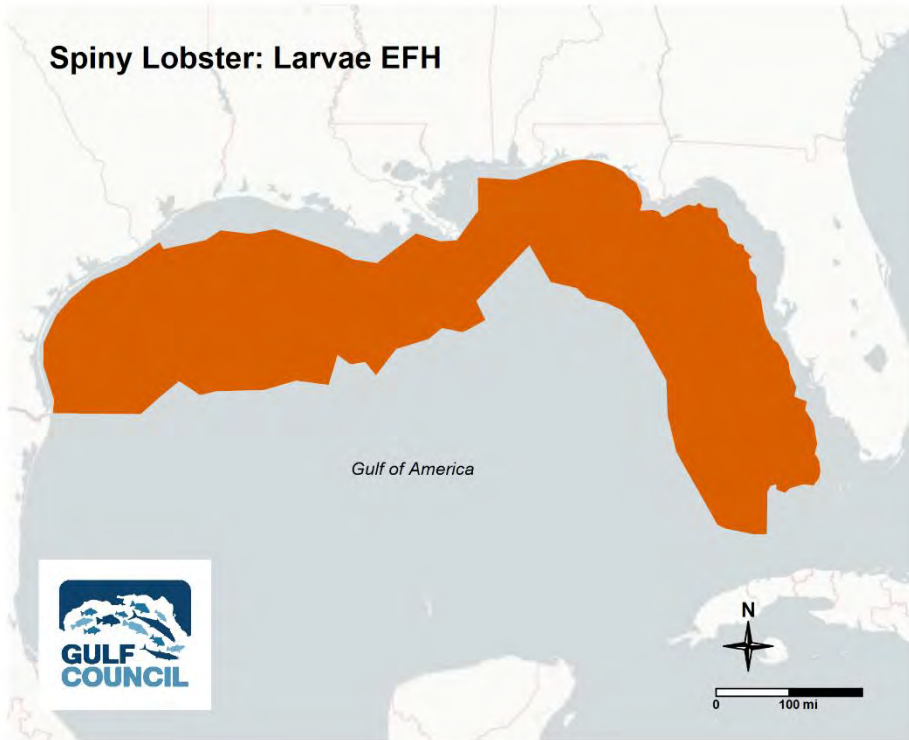 Spiny Lobster: Larvae EFH
Gulf of America
GULF
COUNCIL
N
0 100 mi